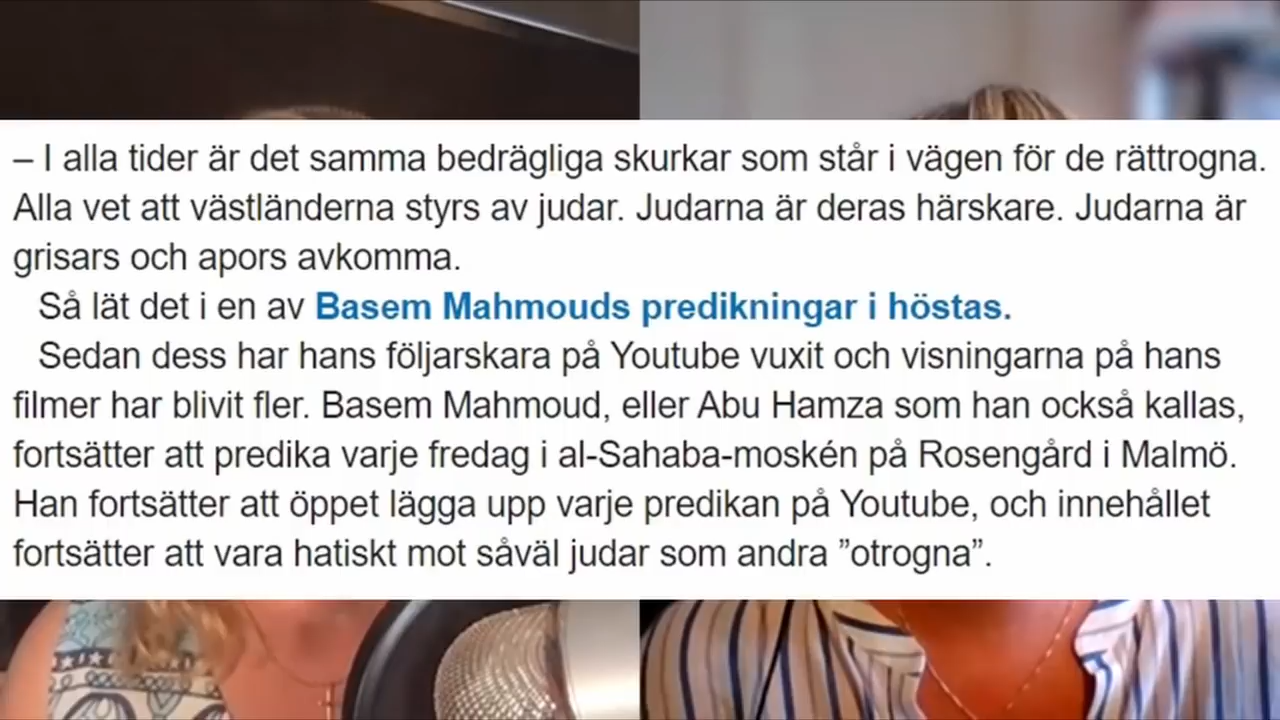 – I alla tider är det samma bedrägliga skurkar som står i vägen för de rättrogna.
Alla vet att västländerna styrs av judar. Judarna är deras härskare. Judarna är
grisars och apors avkomma.
Så lät det i en av Basem Mahmouds predikningar i höstas.
Sedan dess har hans följarskara på Youtube vuxit och visningarna på hans
filmer har blivit fler. Basem Mahmoud, eller Abu Hamza som han också kallas,
fortsätter att predika varje fredag i al-Sahaba-moskén på Rosengård i Malmö.
Han fortsätter att öppet lägga upp varje predikan på Youtube, och innehållet
fortsätter att vara hatiskt mot såväl judar som andra ”otrogna”.